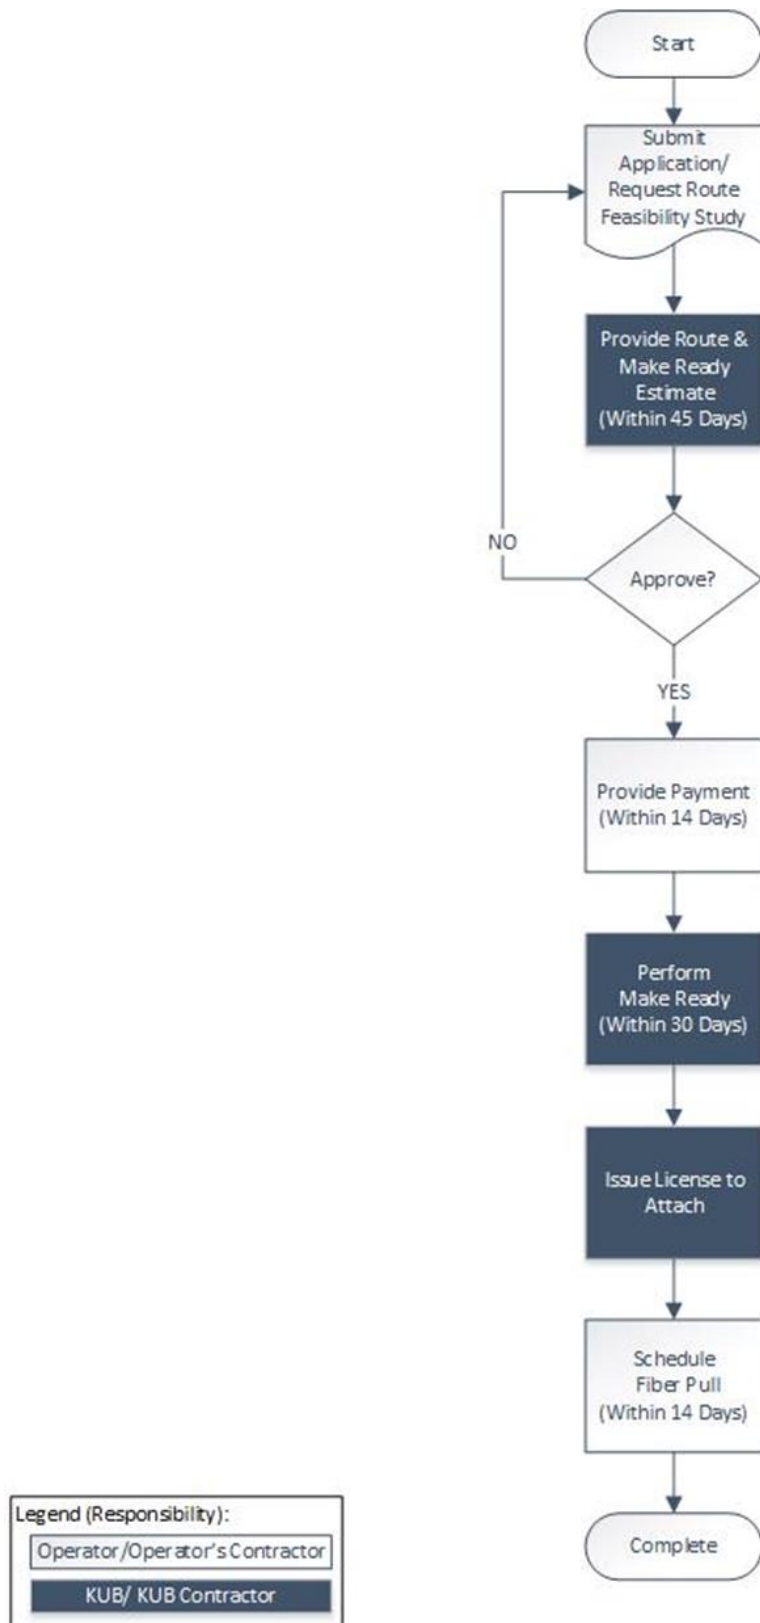 Start
Submit
Application/
Request Route
Feasibility Study
Provide Route &
Make Ready
Estimate
(Within 45 Days)
NO
Approve?
YES
Provide Payment
(Within 14 Days)
Perform
Make Ready
(Within 30 Days)
Issue License to
Attach
Schedule
Fiber Pull
(Within 14 Days)
Complete
Legend (Responsibility):
Operator/Operator's Contractor
KUB/ KUB Contractor